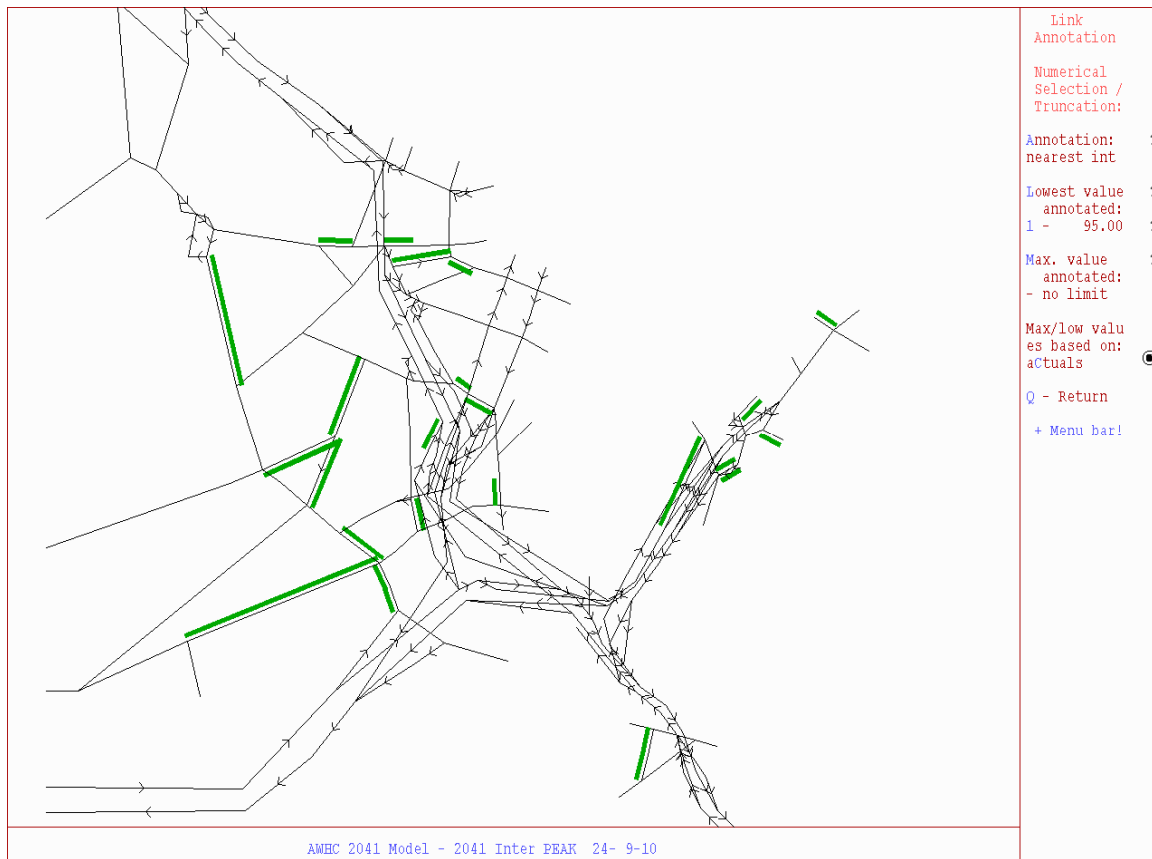 Link
Annotation
Numerical
Selection /
Truncation:
Annotation: ?
nearest int
Lowest value ?
annotated:
1 - 95.00 ?
Max. value ?
annotated:
- no limit
Max/low valu
es based on:
aCtuals
Q - Return
+ Menu bar!
AWHC 2041 Model - 2041 Inter PEAK 24- 9-10